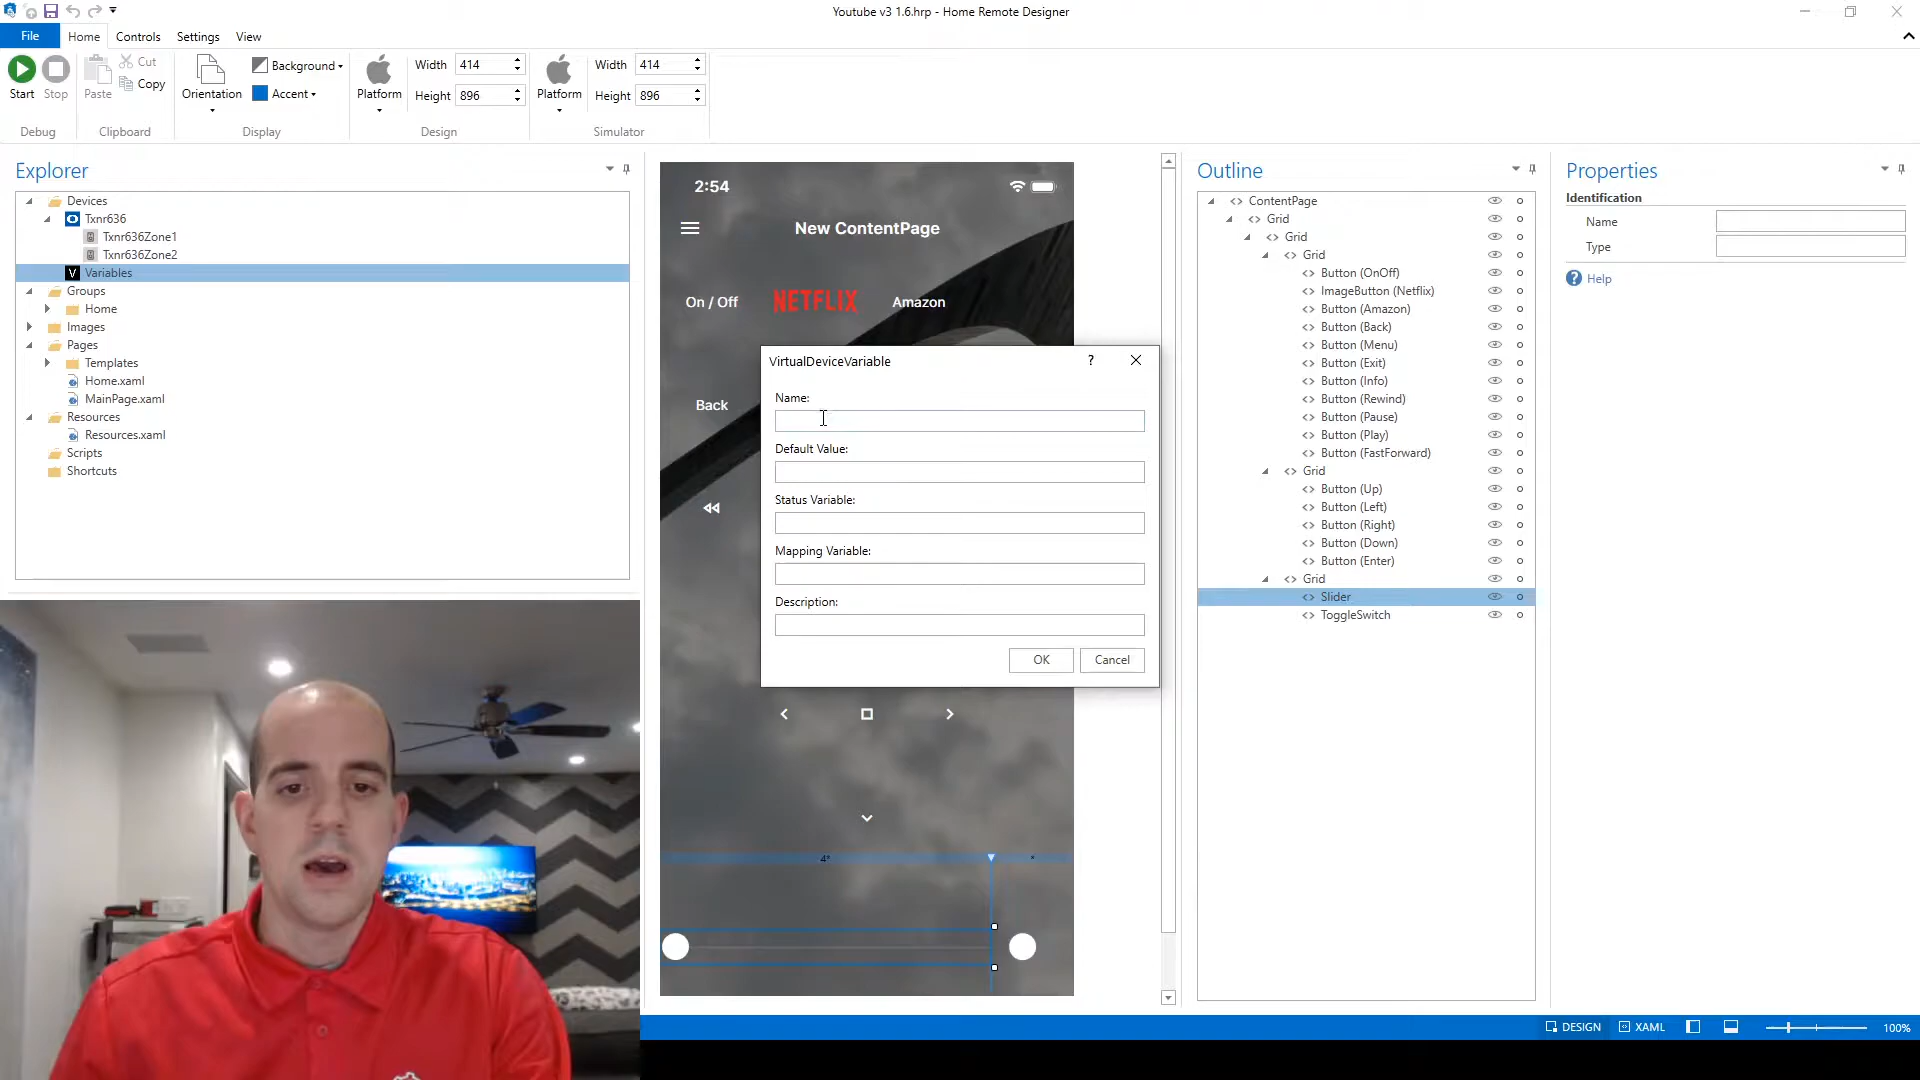 Youtube v3 1.6.hrp - Home Remote Designer
File Home Controls Settings View
Start Stop Paste Cut Copy Orientation Background Accent Platform Width 414 Height 896 Platform Width 414 Height 896
Debug Clipboard Display Design Simulator
Explorer
Devices
Txnr636
Txnr636Zone1
Txnr636Zone2
V Variables
Groups
Home
Images
Pages
Templates
Home.xaml
MainPage.xaml
Resources
Resources.xaml
Scripts
Shortcuts
2:54
New ContentPage
On / Off NETFLIX Amazon
Back
VirtualDeviceVariable ?
Name:
Default Value:
Status Variable:
Mapping Variable:
Description:
OK Cancel
4* *
Outline
<> ContentPage
<> Grid
<> Grid
<> Grid
<> Button (OnOff)
<> ImageButton (Netflix)
<> Button (Amazon)
<> Button (Back)
<> Button (Menu)
<> Button (Exit)
<> Button (Info)
<> Button (Rewind)
<> Button (Pause)
<> Button (Play)
<> Button (FastForward)
<> Grid
<> Button (Up)
<> Button (Left)
<> Button (Right)
<> Button (Down)
<> Button (Enter)
<> Grid
<> Slider
<> ToggleSwitch
Properties
Identification
Name
Type
? Help
DESIGN XAML 100%